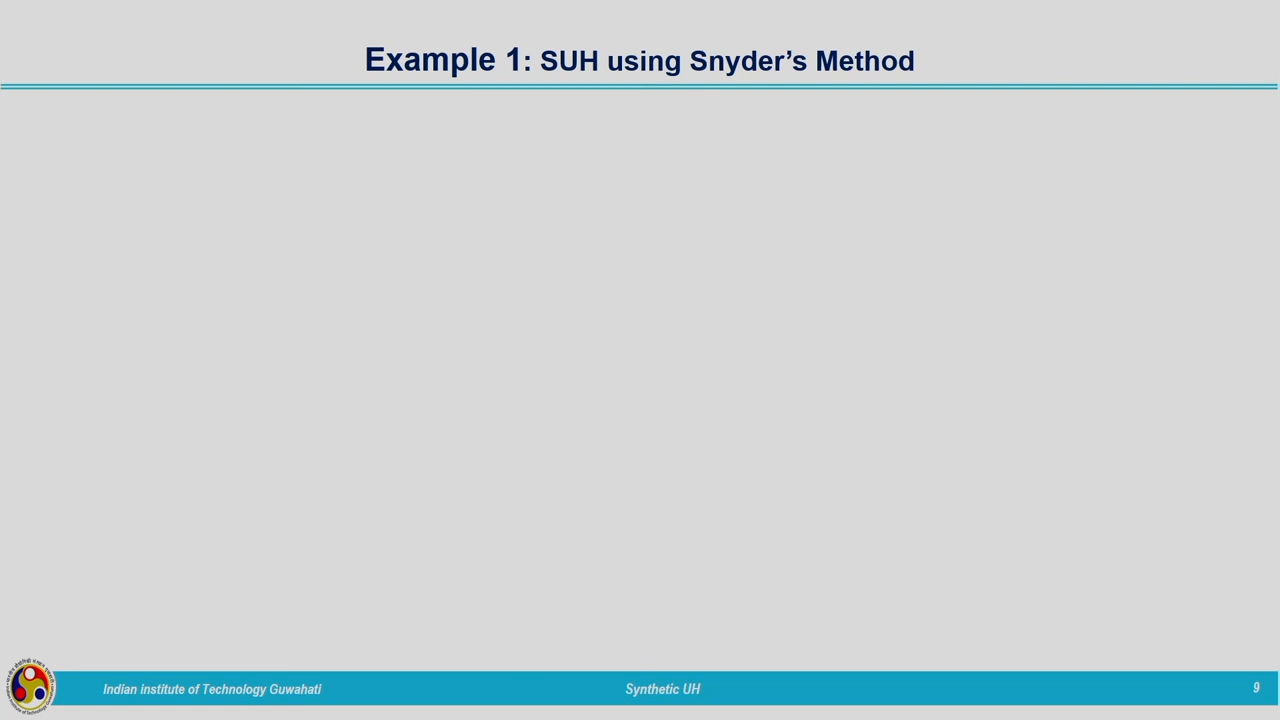 Example 1: SUH using Snyder’s Method
Indian institute of Technology Guwahati
Synthetic UH
9